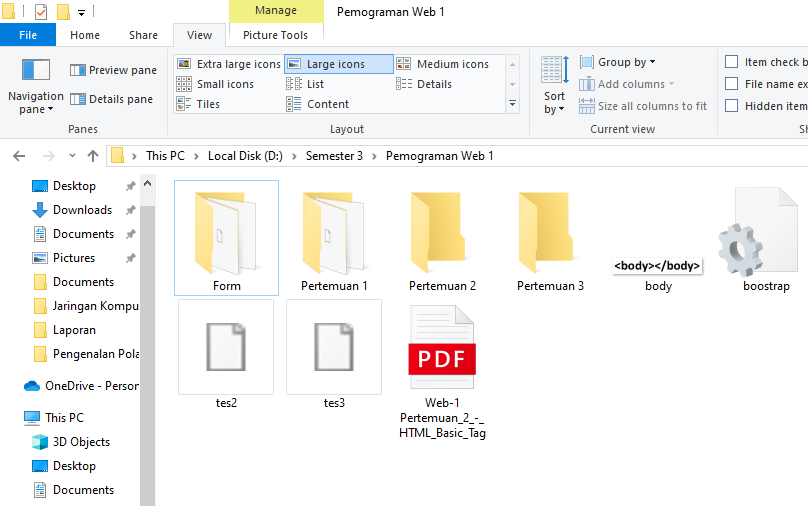 Manage
Pemograman Web 1
File
Home
Share
View
Picture Tools
Extra large icons
Large icons
Medium icons
Small icons
List
Details
Tiles
Content
Navigation
pane
Preview pane
Details pane
Sort
by
Group by
Add columns
Size all columns to fit
Item check b
File name ex
Hidden item
Panes
Layout
Current view
Sh
This PC > Local Disk (D:) > Semester 3 > Pemograman Web 1
Desktop
Downloads
Documents
Pictures
Documents
Jaringan Kompu
Laporan
Pengenalan Pola
OneDrive - Person
This PC
3D Objects
Desktop
Documents
Form
Pertemuan 1
Pertemuan 2
Pertemuan 3
<body></body>
body
boostrap
tes2
tes3
PDF
Web-1
Pertemuan_2_-_
HTML_Basic_Tag